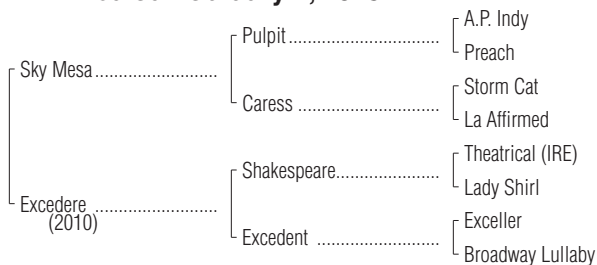 A.P. Indy
Pulpit
Preach
Sky Mesa
Storm Cat
Caress
La Affirmed
Theatrical (IRE)
Shakespeare
Lady Shirl
Excedere
(2010)
Exceller
Excedent
Broadway Lullaby